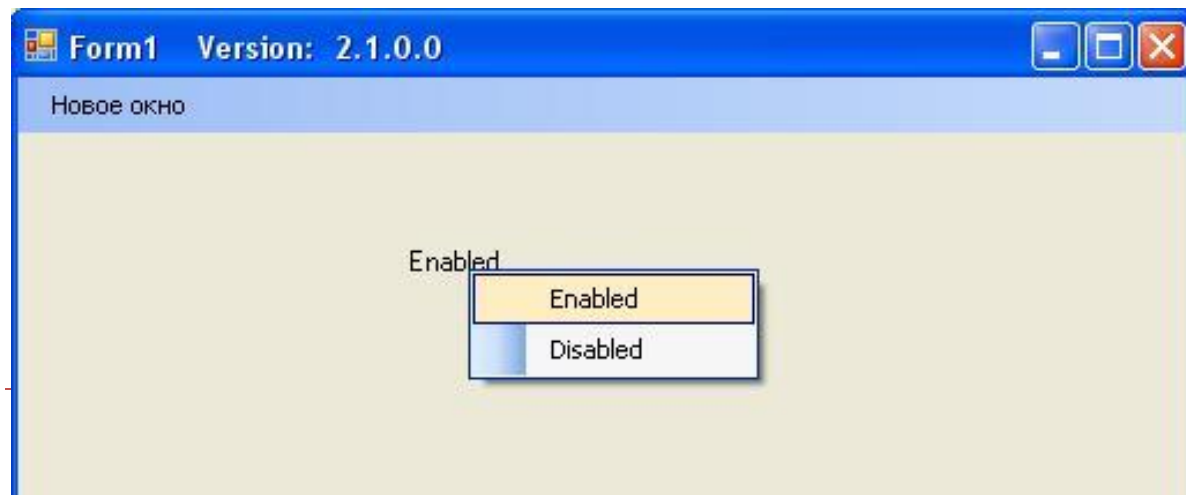 Form1 Version: 2.1.0.0
Новое окно
Enabled
Enabled
Disabled